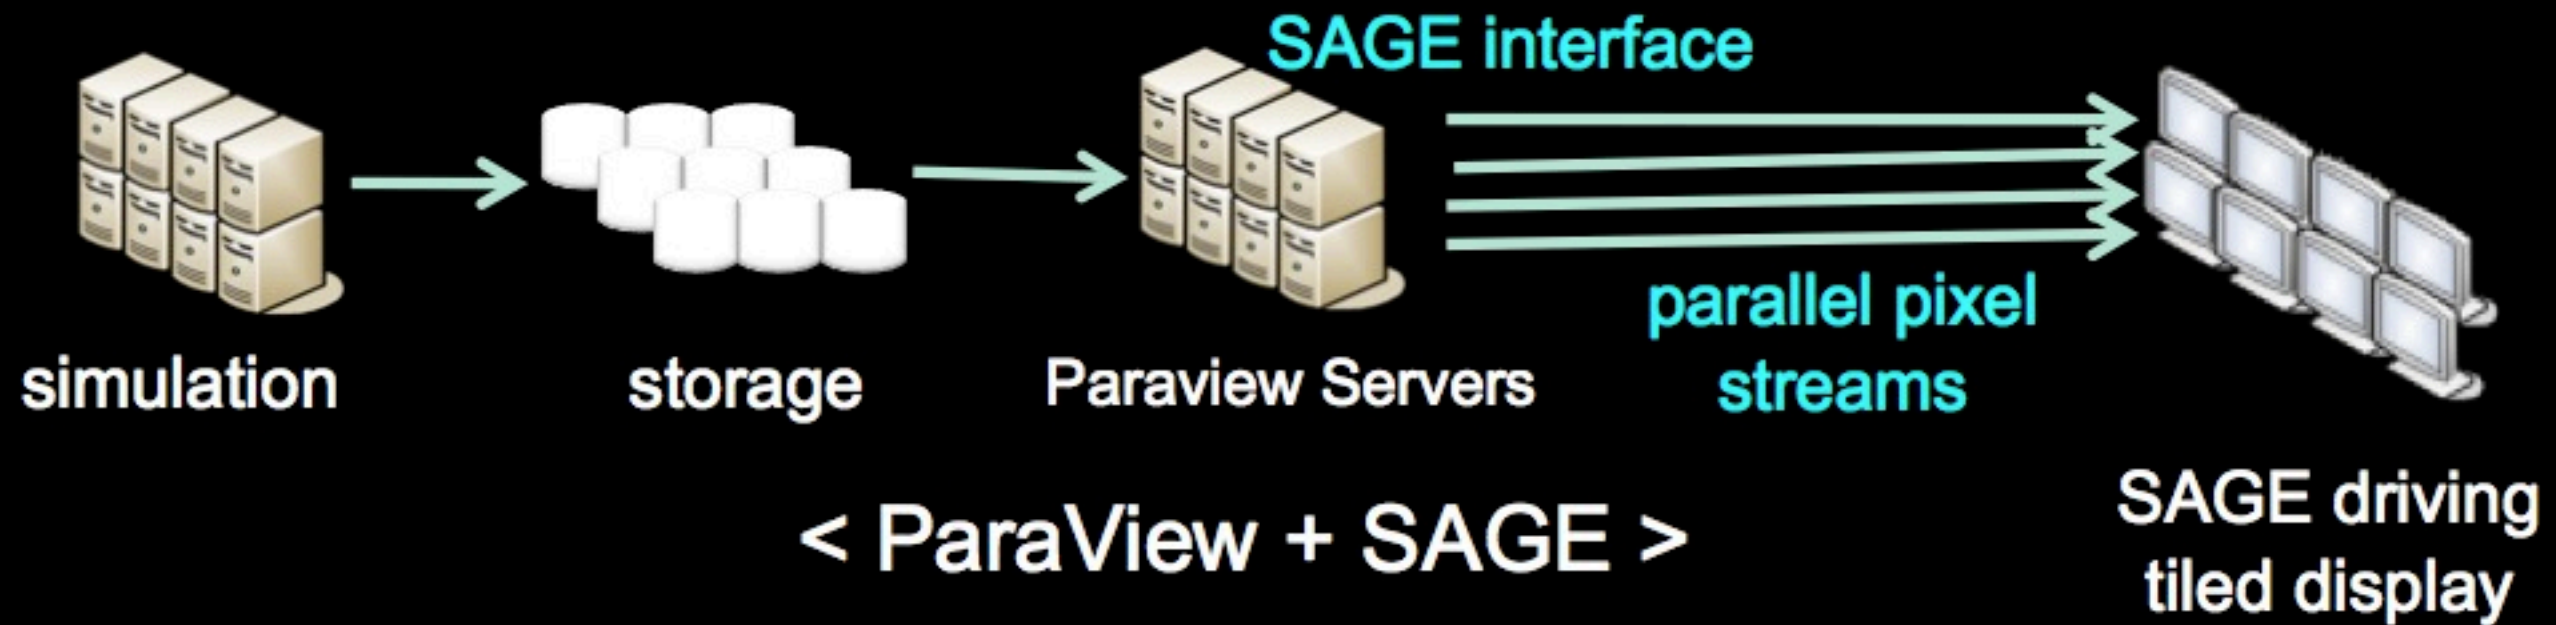 SAGE interface
parallel pixel
streams
simulation
storage
Paraview Servers
SAGE driving
tiled display
< ParaView + SAGE >